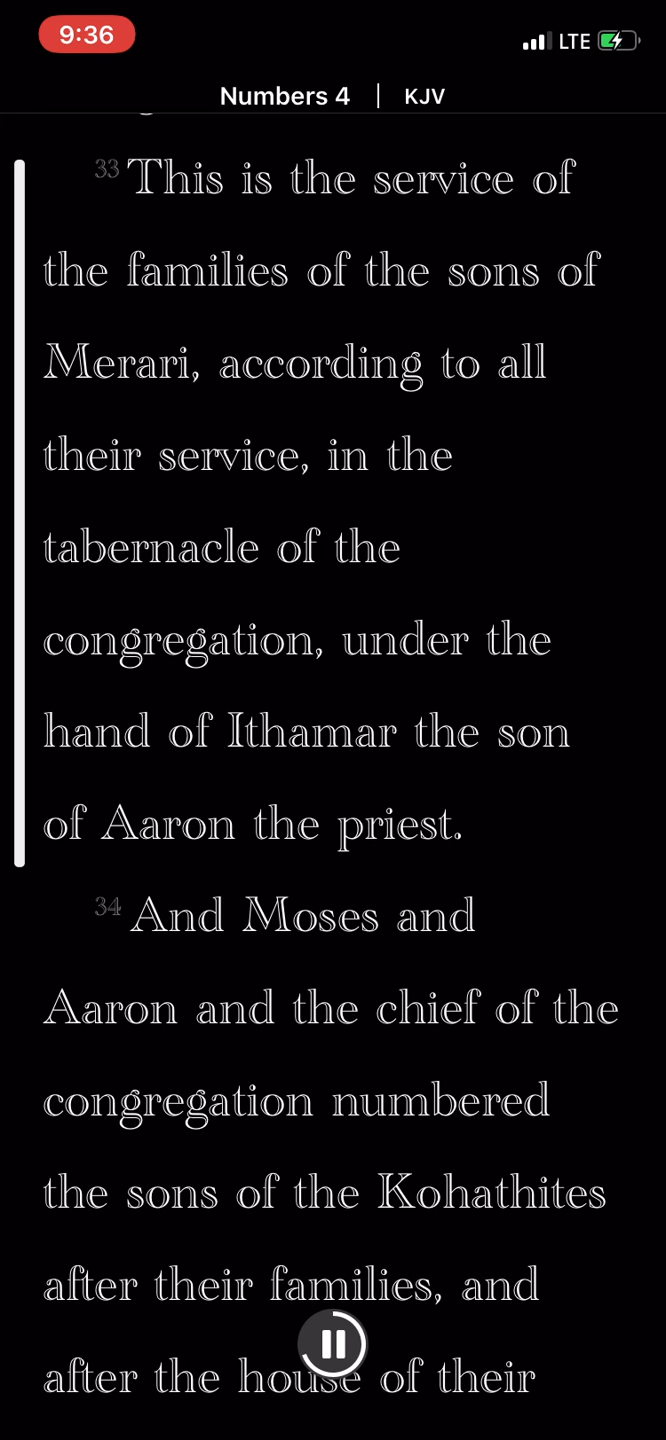 9:36 LTE
Numbers 4 | KJV
33 This is the service of
the families of the sons of
Merari, according to all
their service, in the
tabernacle of the
congregation, under the
hand of Ithamar the son
of Aaron the priest.
34 And Moses and
Aaron and the chief of the
congregation numbered
the sons of the Kohathites
after their families, and
after the house of their